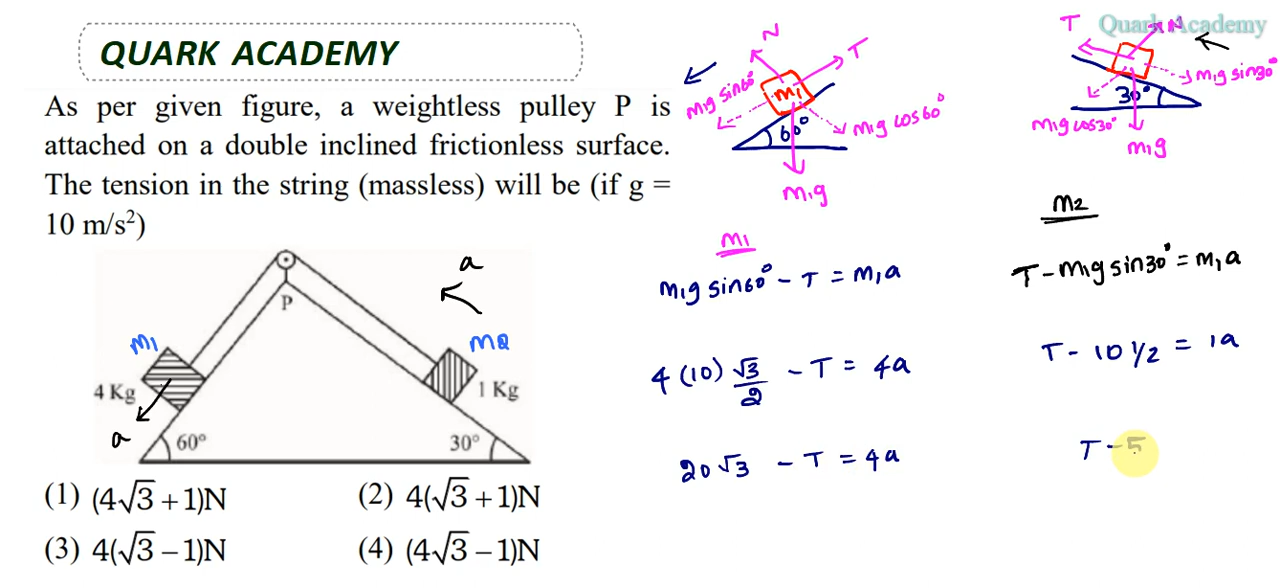 QUARK ACADEMY
Quark Academy
As per given figure, a weightless pulley P is
attached on a double inclined frictionless surface.
The tension in the string (massless) will be (if g =
10 m/s²)
a
P
m1
m2
4 Kg
1 Kg
a
60°
30°
(1) (4√3 + 1)N
(2) 4(√3 + 1)N
(3) 4(√3 − 1)N
(4) (4√3 − 1)N
N
T
m1g sin60°
m1
60°
m1g cos60°
m1g
T
N
m1g sin30°
30°
m1g cos30°
m1g
m1
m1g sin60° − T = m1a
4(10) √3/2 − T = 4a
20√3 − T = 4a
m2
T − m1g sin30° = m1a
T − 10 1/2 = 1a
T − 5